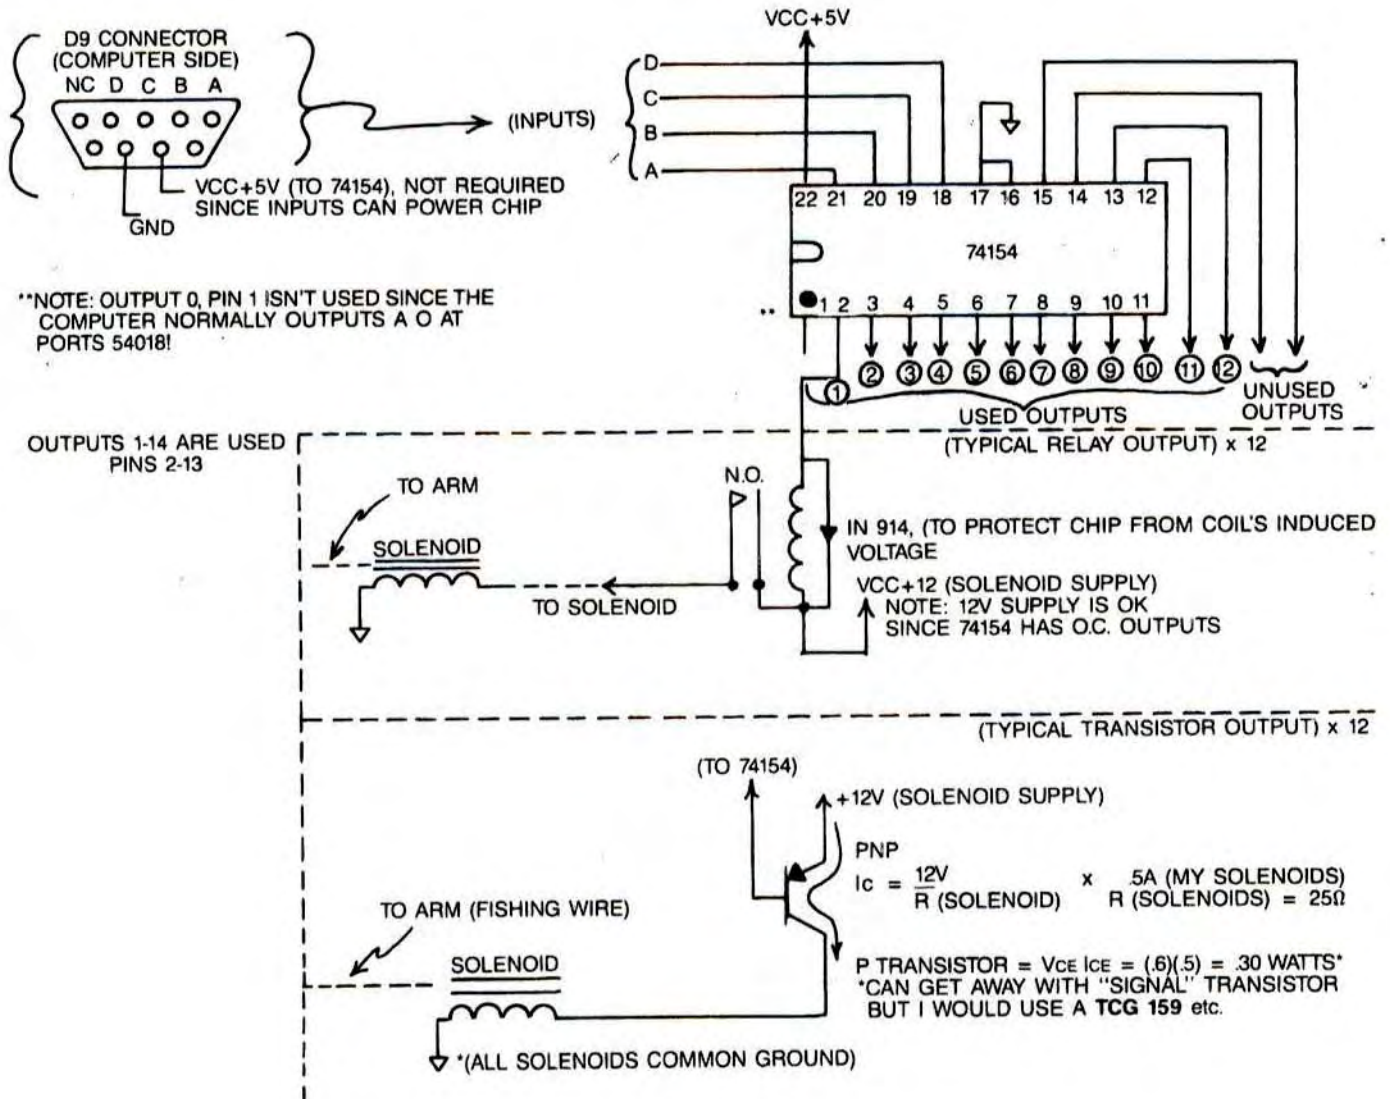 VCC+5V
D9 CONNECTOR
(COMPUTER SIDE)
NC D C B A
(INPUTS)
D
C
B
A
VCC+5V (TO 74154), NOT REQUIRED
SINCE INPUTS CAN POWER CHIP
GND
22 21 20 19 18 17 16 15 14 13 12
74154
1 2 3 4 5 6 7 8 9 10 11
**NOTE: OUTPUT 0, PIN 1 ISN'T USED SINCE THE
COMPUTER NORMALLY OUTPUTS A O AT
PORTS 54018!
..
1 2 3 4 5 6 7 8 9 10 11 12
USED OUTPUTS
UNUSED
OUTPUTS
OUTPUTS 1-14 ARE USED
PINS 2-13
(TYPICAL RELAY OUTPUT) x 12
TO ARM
N.O.
SOLENOID
TO SOLENOID
IN 914, (TO PROTECT CHIP FROM COIL'S INDUCED
VOLTAGE
VCC+12 (SOLENOID SUPPLY)
NOTE: 12V SUPPLY IS OK
SINCE 74154 HAS O.C. OUTPUTS
(TYPICAL TRANSISTOR OUTPUT) x 12
(TO 74154)
+12V (SOLENOID SUPPLY)
PNP
Ic = 12V x .5A (MY SOLENOIDS)
R (SOLENOID) R (SOLENOIDS) = 25Ω
TO ARM (FISHING WIRE)
SOLENOID
P TRANSISTOR = VCE ICE = (.6)(.5) = .30 WATTS*
*CAN GET AWAY WITH "SIGNAL" TRANSISTOR
BUT I WOULD USE A TCG 159 etc.
*(ALL SOLENOIDS COMMON GROUND)